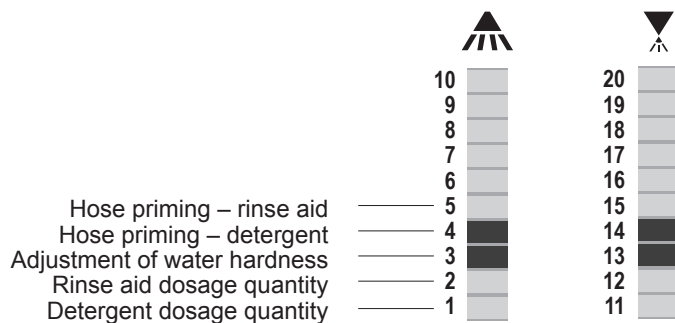 10 20
9 19
8 18
7 17
6 16
Hose priming – rinse aid 5 15
Hose priming – detergent 4 14
Adjustment of water hardness 3 13
Rinse aid dosage quantity 2 12
Detergent dosage quantity 1 11